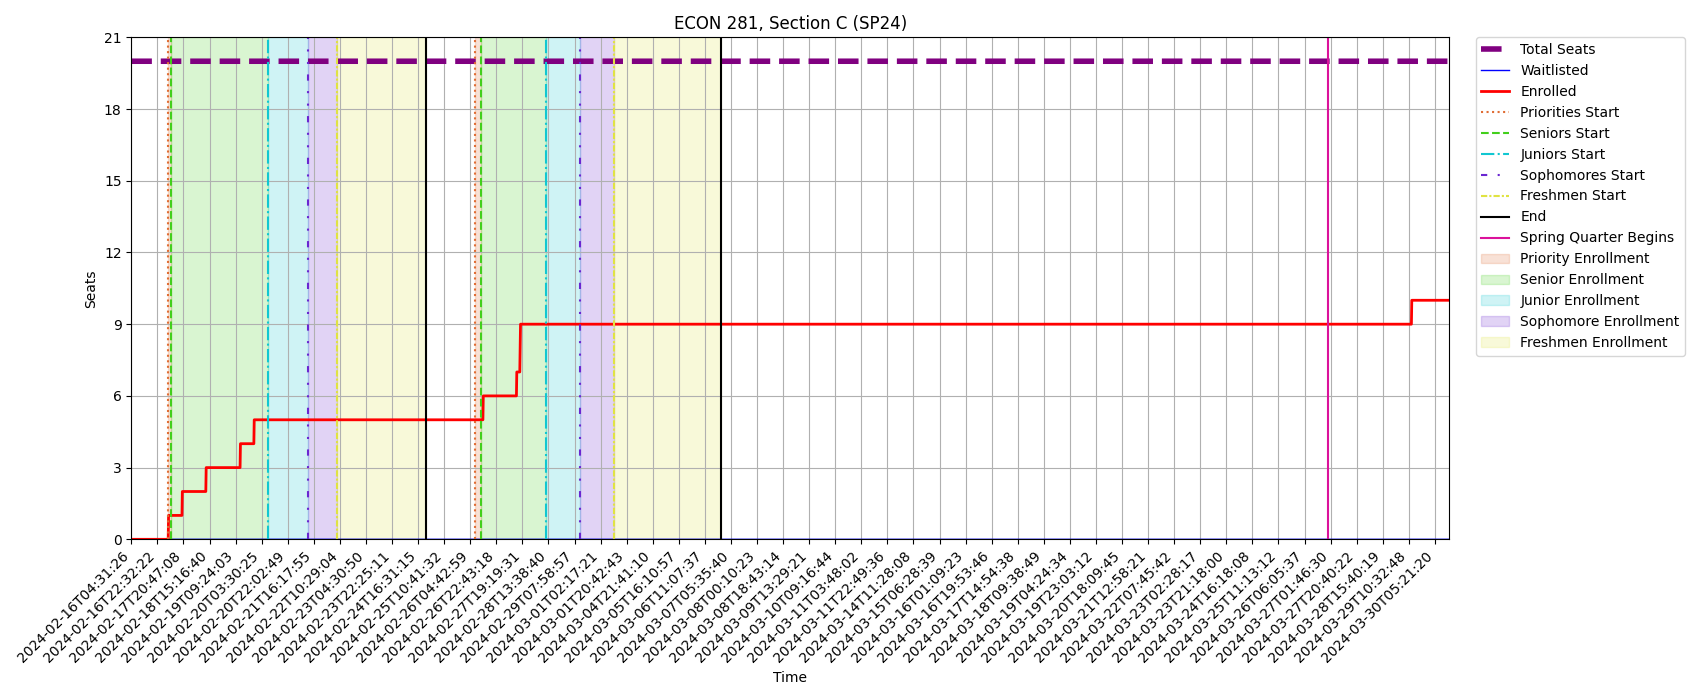 ECON 281, Section C (SP24)
21
18
15
12
9
6
3
0
Seats
2024-02-16T04:31:26
2024-02-16T22:32:22
2024-02-17T20:47:08
2024-02-18T15:16:40
2024-02-19T09:24:03
2024-02-20T03:30:25
2024-02-20T22:02:49
2024-02-21T16:17:55
2024-02-22T10:29:04
2024-02-23T04:30:50
2024-02-23T22:25:11
2024-02-24T16:31:15
2024-02-25T10:41:32
2024-02-26T04:42:59
2024-02-26T22:43:18
2024-02-27T19:19:31
2024-02-28T13:38:40
2024-02-29T07:58:57
2024-03-01T02:17:21
2024-03-01T20:42:43
2024-03-04T21:41:10
2024-03-05T16:10:57
2024-03-06T11:07:37
2024-03-07T05:35:40
2024-03-08T00:10:23
2024-03-08T18:43:14
2024-03-09T13:29:21
2024-03-10T09:16:44
2024-03-11T03:48:02
2024-03-11T22:49:36
2024-03-14T11:28:08
2024-03-15T06:28:39
2024-03-16T01:09:23
2024-03-16T19:53:46
2024-03-17T14:54:38
2024-03-18T09:38:49
2024-03-19T04:24:34
2024-03-19T23:03:12
2024-03-20T18:09:45
2024-03-21T12:58:21
2024-03-22T07:45:42
2024-03-23T02:28:17
2024-03-23T21:18:00
2024-03-24T16:18:08
2024-03-25T11:13:12
2024-03-26T06:05:37
2024-03-27T01:46:30
2024-03-27T20:40:22
2024-03-28T15:40:19
2024-03-29T10:32:48
2024-03-30T05:21:20
Time
Total Seats
Waitlisted
Enrolled
Priorities Start
Seniors Start
Juniors Start
Sophomores Start
Freshmen Start
End
Spring Quarter Begins
Priority Enrollment
Senior Enrollment
Junior Enrollment
Sophomore Enrollment
Freshmen Enrollment